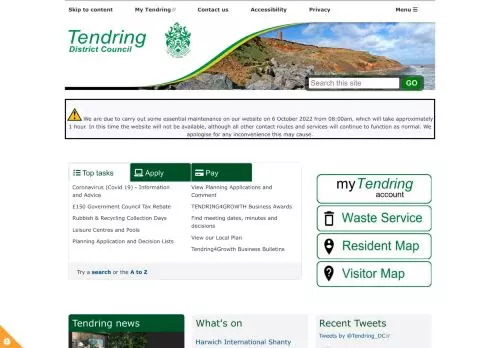 Skip to content
My Tendring
Contact us
Accessibility
Privacy
Menu
Tendring
District Council
Search this site
GO
We are due to carry out some essential maintenance on our website on 6 October 2022 from 08:00am, which will take approximately
1 hour. In this time the website will not be available, although all other contact routes and services will continue to function as normal. We
apologise for any inconvenience this may cause.
Top tasks
Apply
Pay
Coronavirus (Covid 19) - Information
and Advice
£150 Government Council Tax Rebate
Rubbish & Recycling Collection Days
Leisure Centres and Pools
Planning Application and Decision Lists
View Planning Applications and
Comment
TENDRING4GROWTH Business Awards
Find meeting dates, minutes and
decisions
View our Local Plan
Tendring4Growth Business Bulletins
Try a search or the A to Z
my Tendring
account
Waste Service
Resident Map
Visitor Map
Tendring news
What's on
Harwich International Shanty
Recent Tweets
Tweets by @Tendring_DC